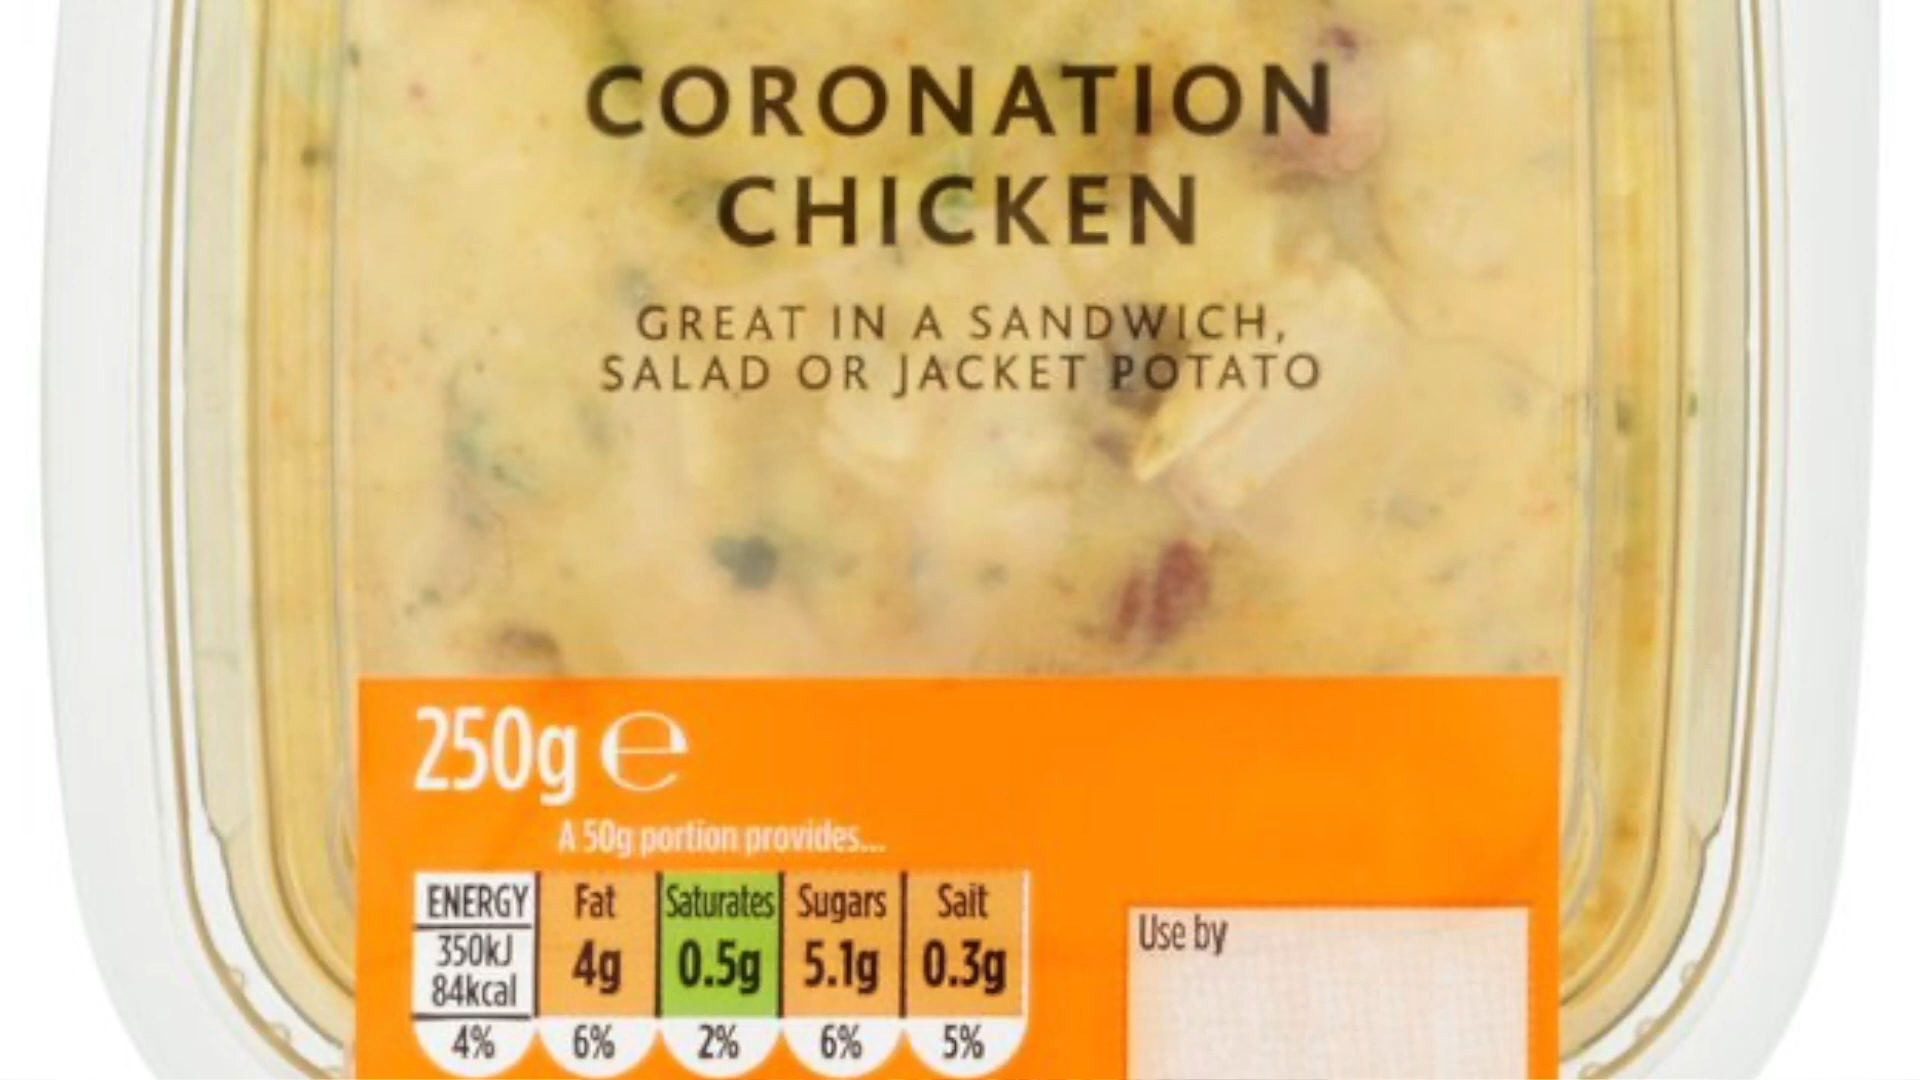 CORONATION
CHICKEN
GREAT IN A SANDWICH,
SALAD OR JACKET POTATO
250g ℮
A 50g portion provides...
ENERGY Fat Saturates Sugars Salt
350kJ
84kcal 4g 0.5g 5.1g 0.3g
4% 6% 2% 6% 5%
Use by